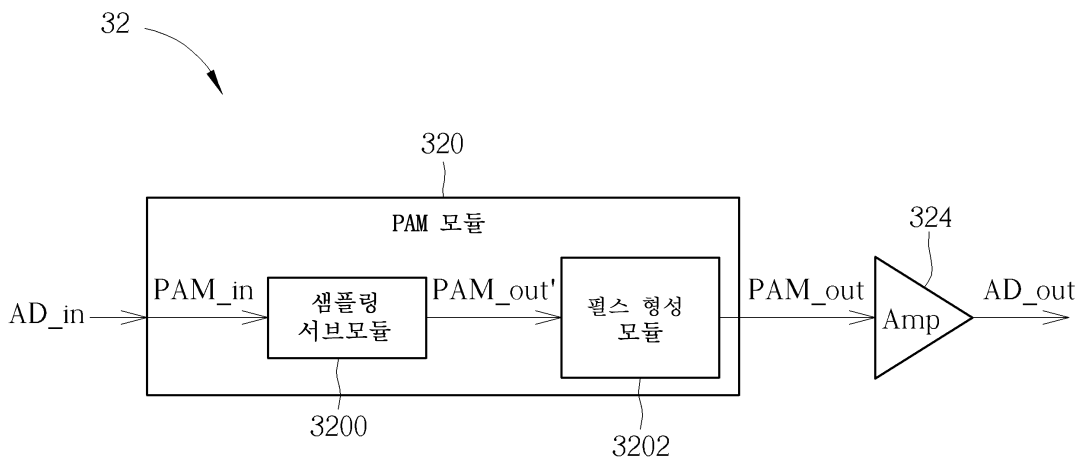 32
320
PAM 모듈
324
AD_in
PAM_in
샘플링
서브모듈
PAM_out'
펄스 형성
모듈
PAM_out
Amp
AD_out
3200
3202